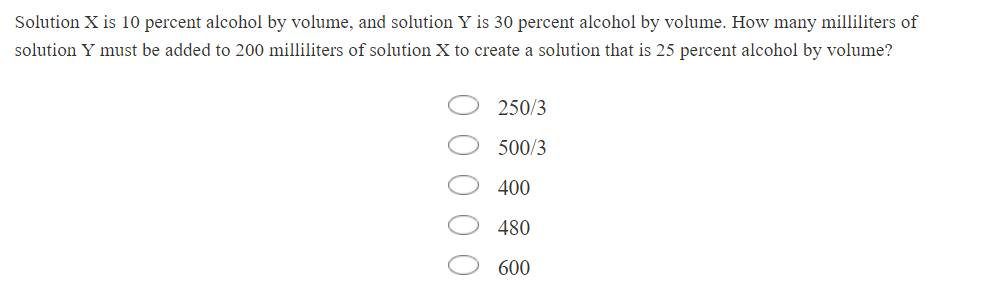 Solution X is 10 percent alcohol by volume, and solution Y is 30 percent alcohol by volume. How many milliliters of
solution Y must be added to 200 milliliters of solution X to create a solution that is 25 percent alcohol by volume?
250/3
500/3
400
480
600